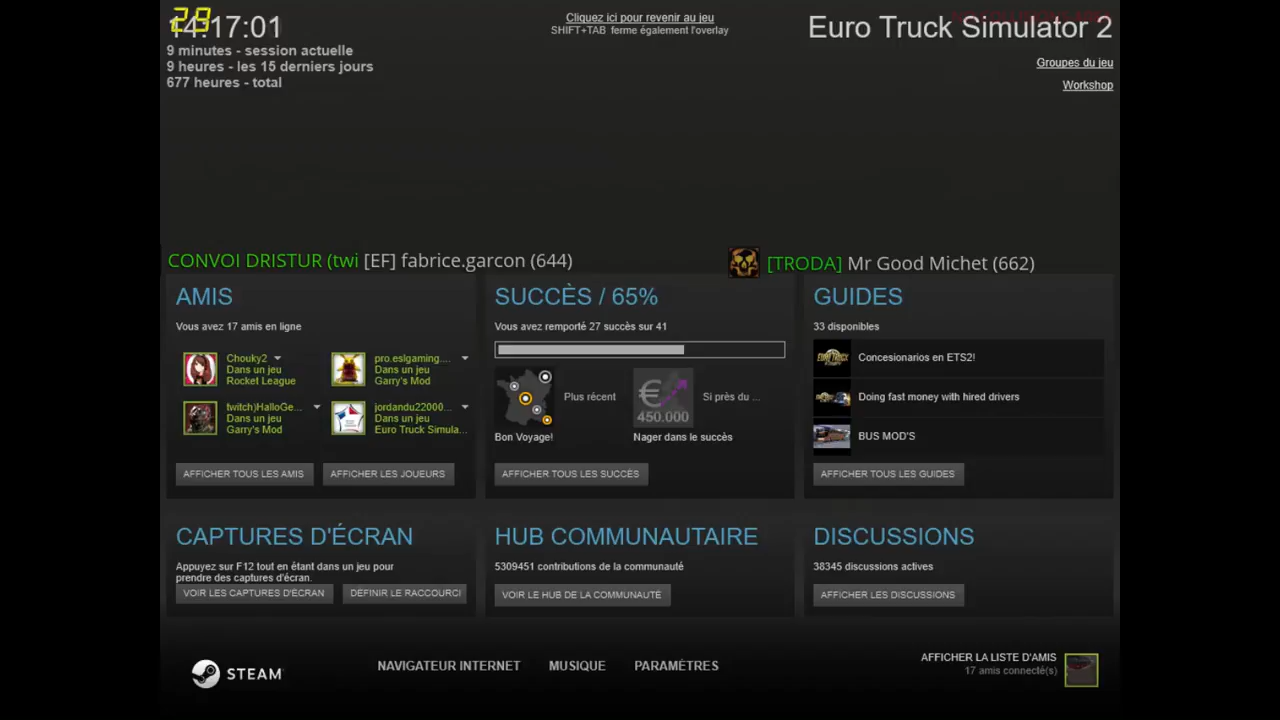 29
14:17:01
9 minutes - session actuelle
9 heures - les 15 derniers jours
677 heures - total
Cliquez ici pour revenir au jeu
SHIFT+TAB ferme également l'overlay
Euro Truck Simulator 2
Groupes du jeu
Workshop
CONVOI DRISTUR (twi [EF] fabrice.garcon (644)
[TRODA] Mr Good Michet (662)
AMIS
Vous avez 17 amis en ligne
Chouky2
Dans un jeu
Rocket League
pro.eslgaming....
Dans un jeu
Garry's Mod
twitch)HalloGe...
Dans un jeu
Garry's Mod
jordandu22000...
Dans un jeu
Euro Truck Simula...
AFFICHER TOUS LES AMIS
AFFICHER LES JOUEURS
SUCCÈS / 65%
Vous avez remporté 27 succès sur 41
Plus récent
Bon Voyage!
€
450.000
Si près du ...
Nager dans le succès
AFFICHER TOUS LES SUCCÈS
GUIDES
33 disponibles
EURO TRUCK
Concesionarios en ETS2!
Doing fast money with hired drivers
BUS MOD'S
AFFICHER TOUS LES GUIDES
CAPTURES D'ÉCRAN
Appuyez sur F12 tout en étant dans un jeu pour
prendre des captures d'écran.
VOIR LES CAPTURES D'ÉCRAN
DÉFINIR LE RACCOURCI
HUB COMMUNAUTAIRE
5309451 contributions de la communauté
VOIR LE HUB DE LA COMMUNAUTÉ
DISCUSSIONS
38345 discussions actives
AFFICHER LES DISCUSSIONS
STEAM
NAVIGATEUR INTERNET
MUSIQUE
PARAMÈTRES
AFFICHER LA LISTE D'AMIS
17 amis connecté(s)